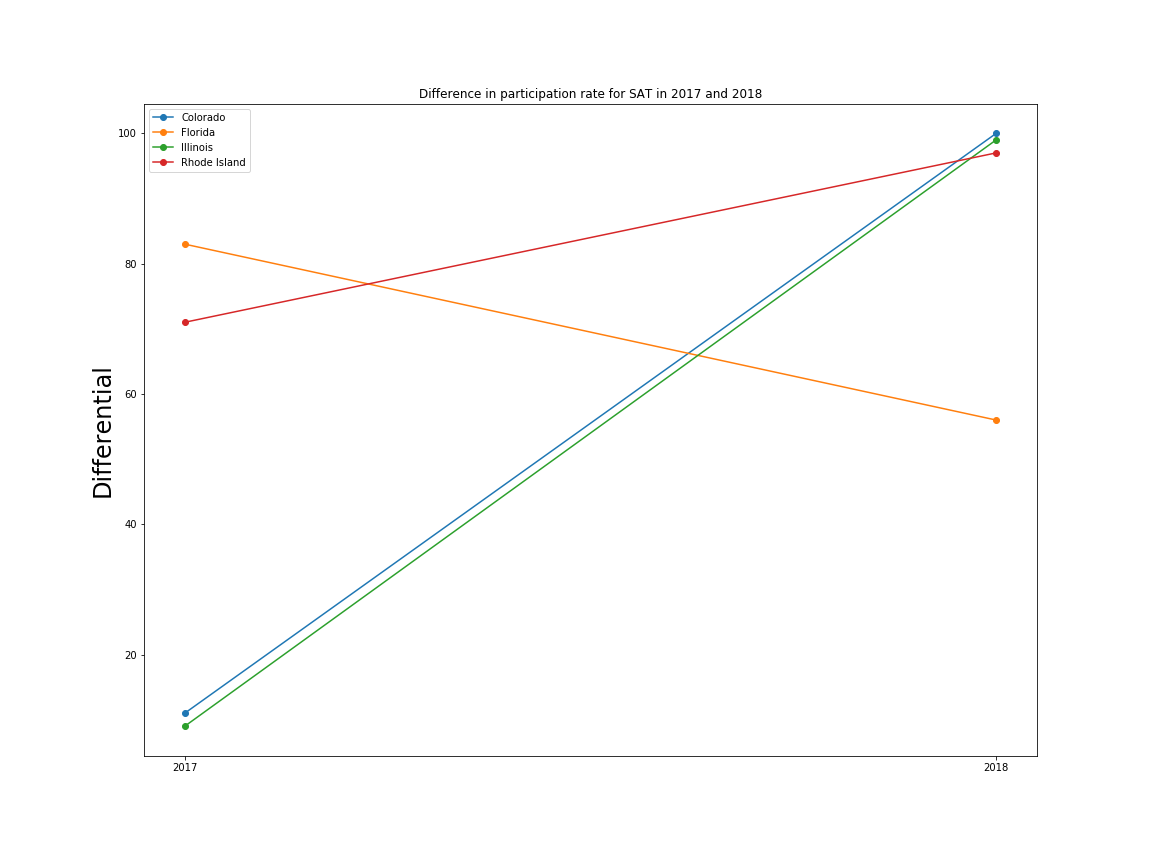 Difference in participation rate for SAT in 2017 and 2018
Colorado
Florida
Illinois
Rhode Island
100
80
60
40
20
Differential
2017 2018